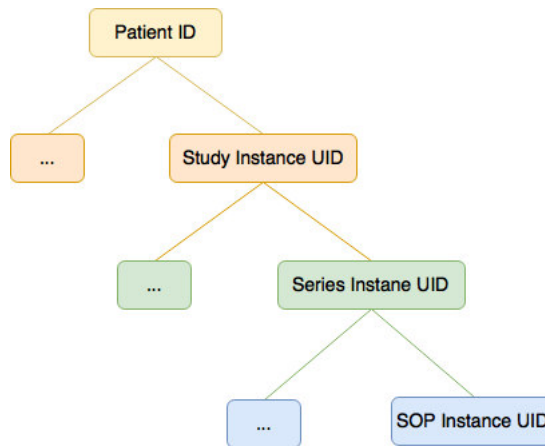 Patient ID
...
Study Instance UID
...
Series Instane UID
...
SOP Instance UID